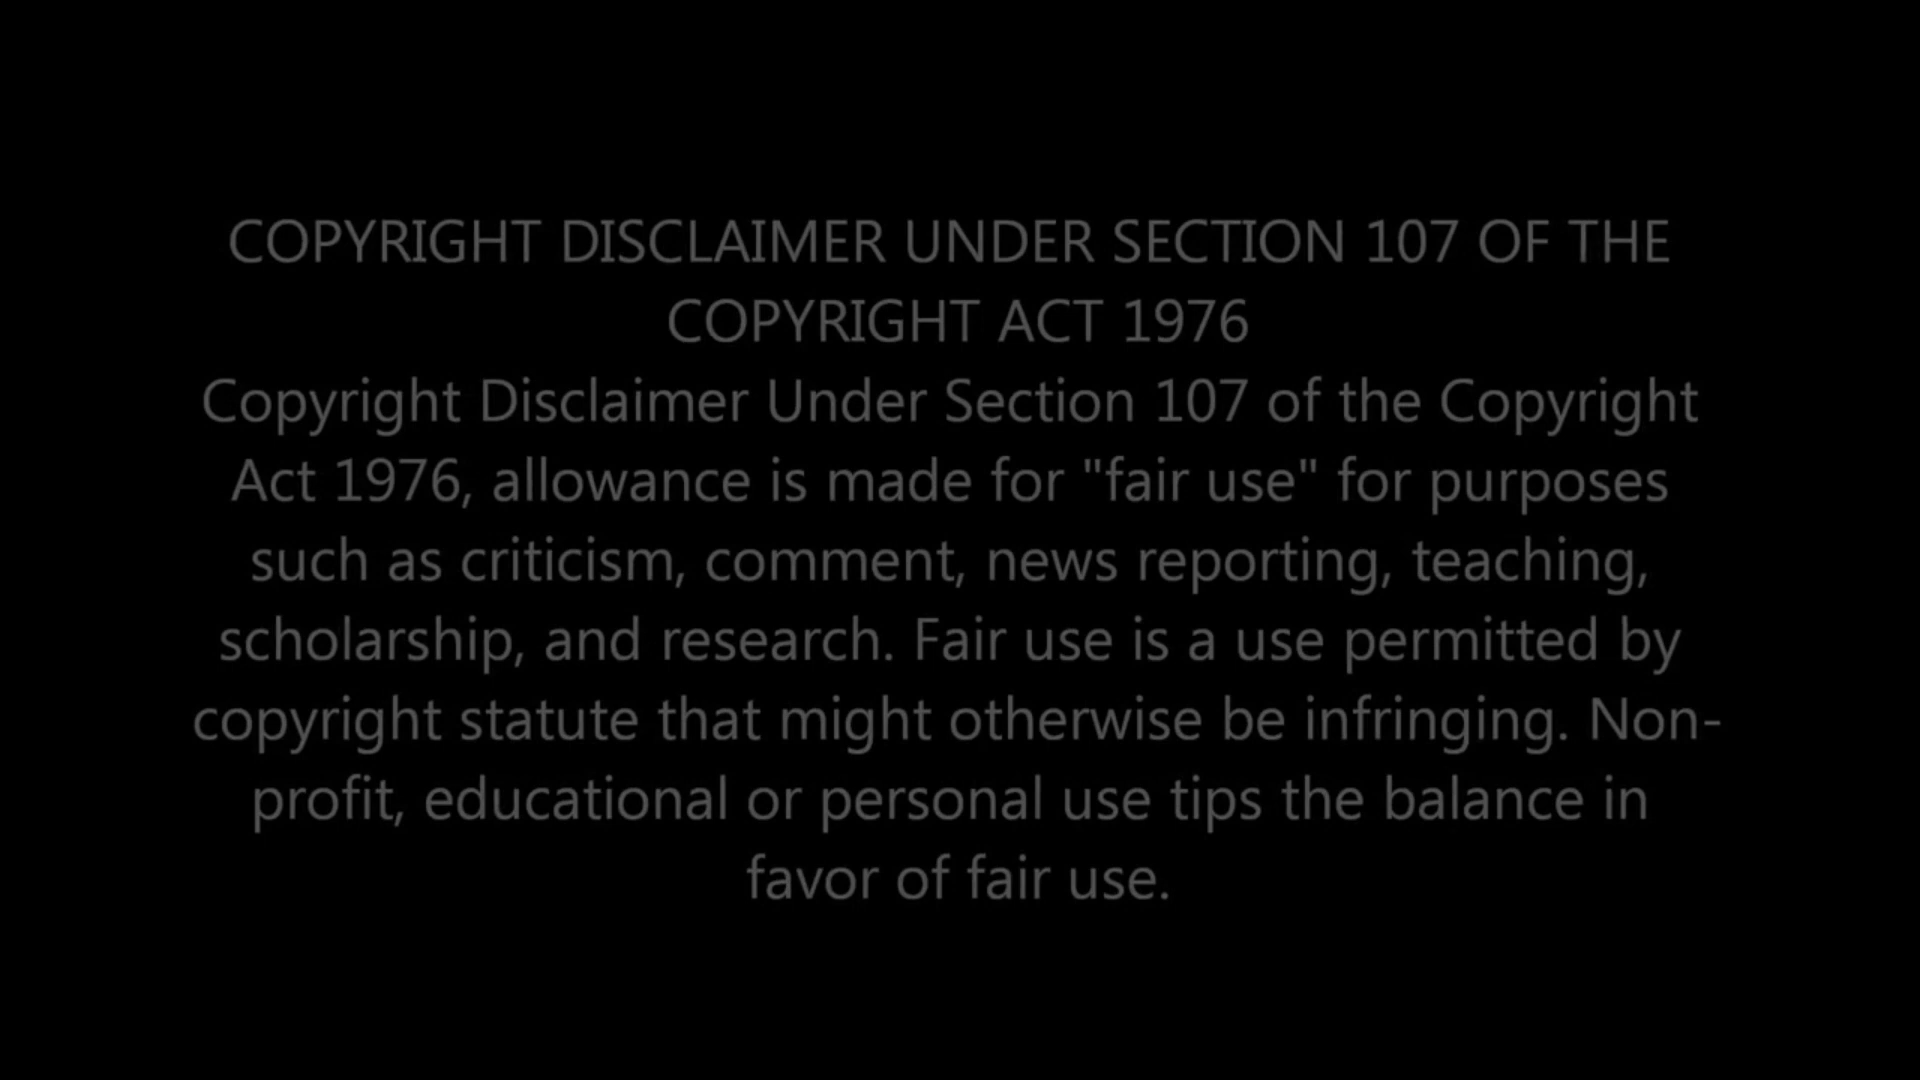 COPYRIGHT DISCLAIMER UNDER SECTION 107 OF THE
COPYRIGHT ACT 1976
Copyright Disclaimer Under Section 107 of the Copyright
Act 1976, allowance is made for "fair use" for purposes
such as criticism, comment, news reporting, teaching,
scholarship, and research. Fair use is a use permitted by
copyright statute that might otherwise be infringing. Non-
profit, educational or personal use tips the balance in
favor of fair use.